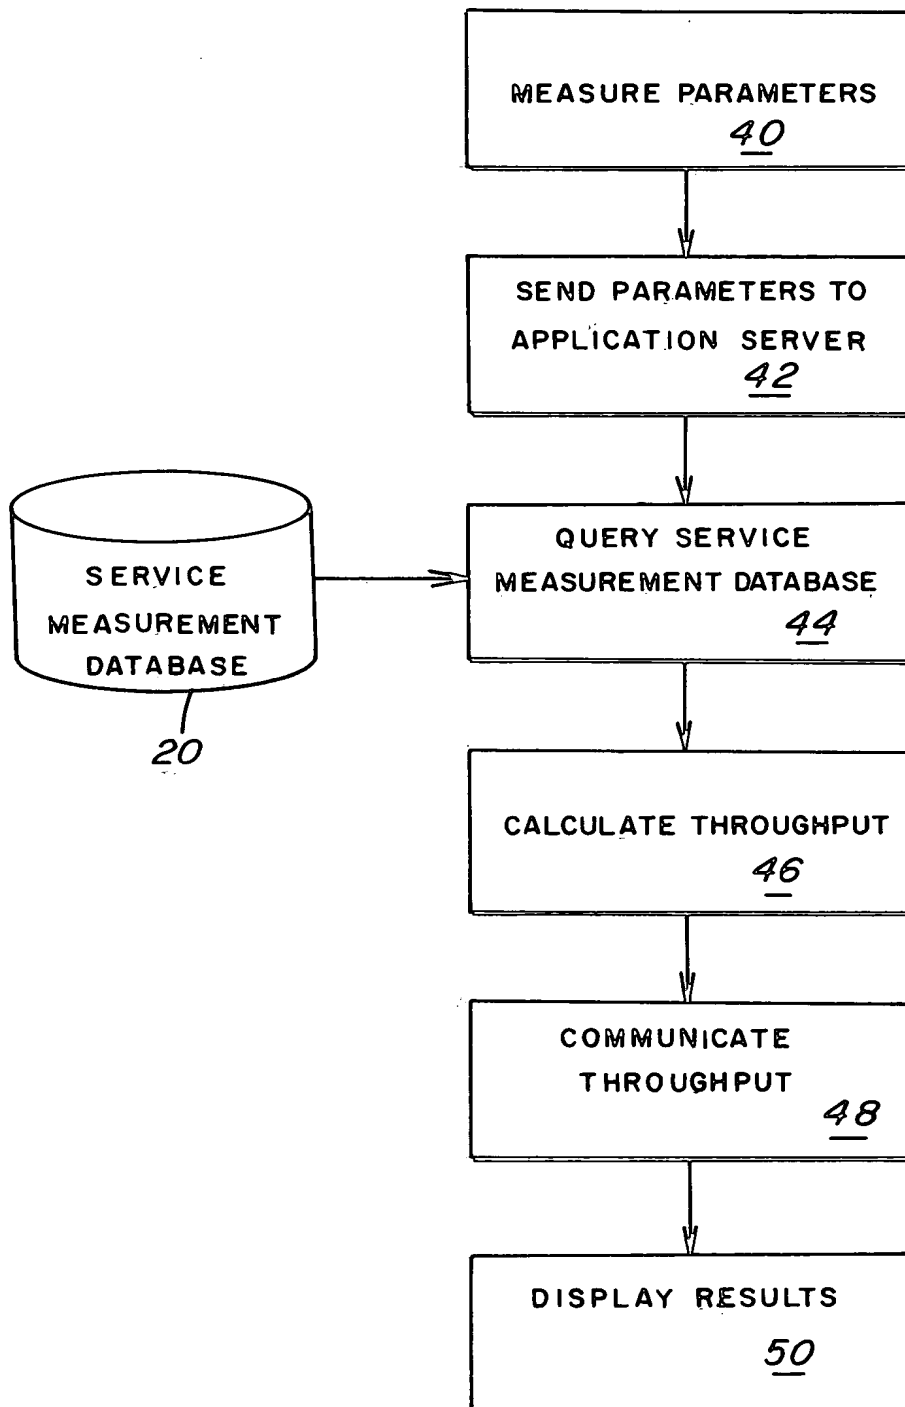 MEASURE PARAMETERS
40
SEND PARAMETERS TO
APPLICATION SERVER
42
QUERY SERVICE
MEASUREMENT DATABASE
44
SERVICE
MEASUREMENT
DATABASE
20
CALCULATE THROUGHPUT
46
COMMUNICATE
THROUGHPUT
48
DISPLAY RESULTS
50